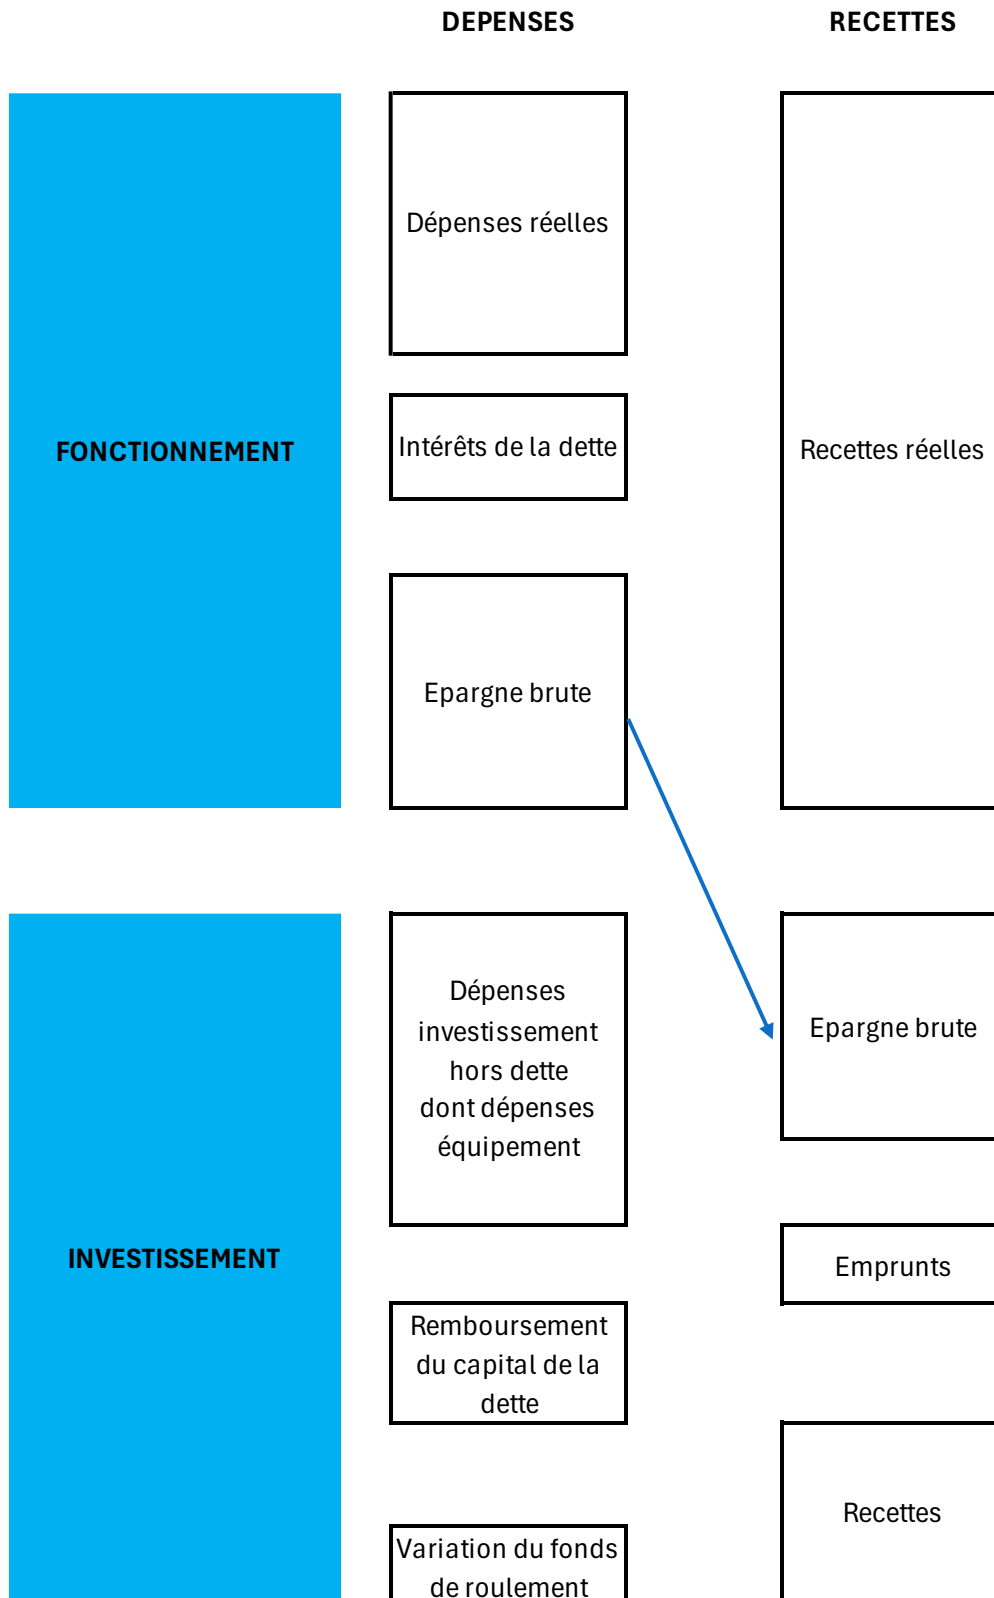 DEPENSES
RECETTES
FONCTIONNEMENT
Dépenses réelles
Intérêts de la dette
Epargne brute
Recettes réelles
INVESTISSEMENT
Dépenses
investissement
hors dette
dont dépenses
équipement
Remboursement
du capital de la
dette
Variation du fonds
de roulement
Epargne brute
Emprunts
Recettes